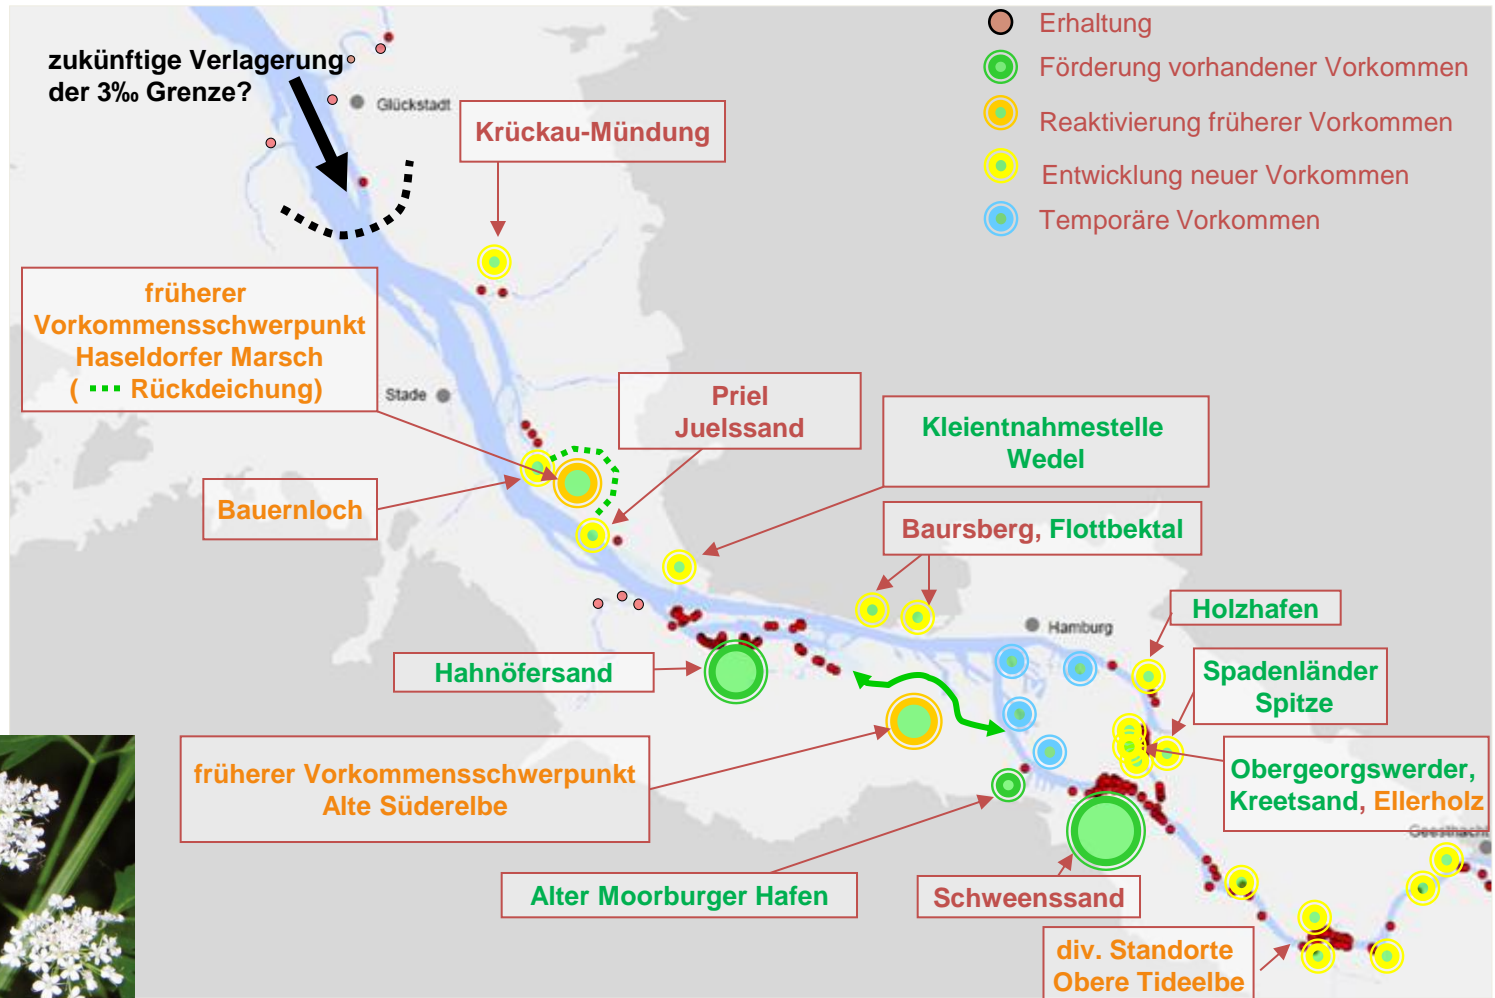 zukünftige Verlagerung
der 3‰ Grenze?
Erhaltung
Förderung vorhandener Vorkommen
Reaktivierung früherer Vorkommen
Entwicklung neuer Vorkommen
Temporäre Vorkommen
Glückstadt
Krückau-Mündung
früherer
Vorkommensschwerpunkt
Haseldorfer Marsch
( Rückdeichung)
Stade
Priel
Juelssand
Kleientnahmestelle
Wedel
Bauernloch
Baursberg, Flottbektal
Holzhafen
Hamburg
Hahnöfersand
Spadenländer
Spitze
früherer Vorkommensschwerpunkt
Alte Süderelbe
Obergeorgswerder,
Kreetsand, Ellerholz
Geesthacht
Alter Moorburger Hafen
Schweenssand
div. Standorte
Obere Tideelbe